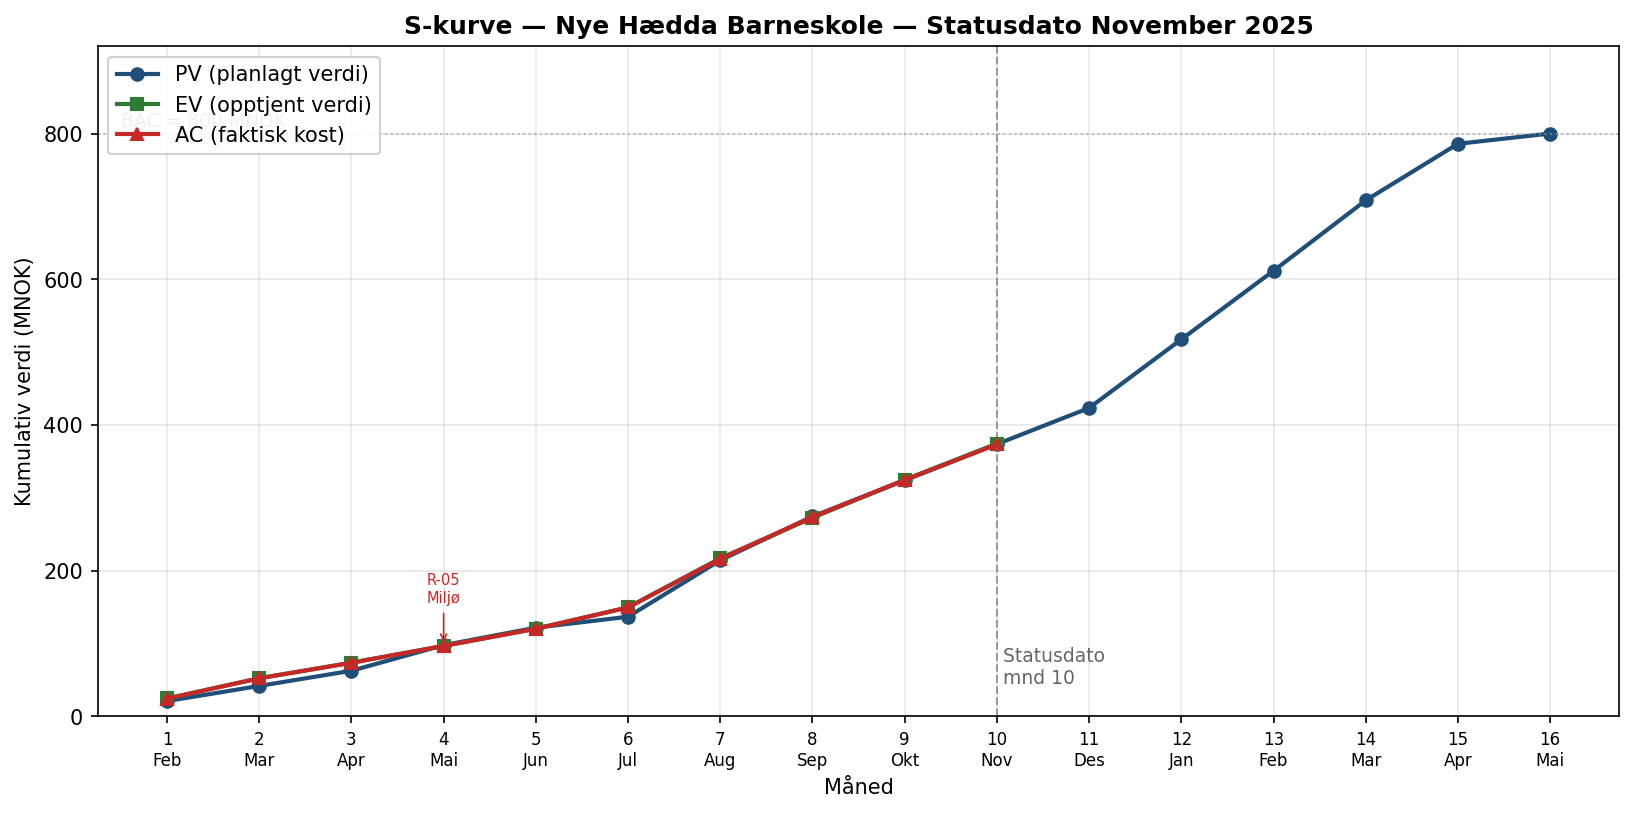 S-kurve — Nye Hædda Barneskole — Statusdato November 2025
PV (planlagt verdi)
EV (opptjent verdi)
BAC = 800 MNOK
AC (faktisk kost)
Kumulativ verdi (MNOK)
800
600
400
200
0
R-05
Miljø
Statusdato
mnd 10
1 2 3 4 5 6 7 8 9 10 11 12 13 14 15 16
Feb Mar Apr Mai Jun Jul Aug Sep Okt Nov Des Jan Feb Mar Apr Mai
Måned